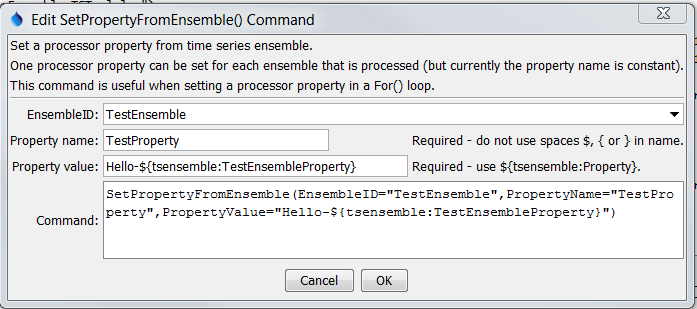 Edit SetPropertyFromEnsemble() Command
Set a processor property from time series ensemble.
One processor property can be set for each ensemble that is processed (but currently the property name is constant).
This command is useful when setting a processor property in a For() loop.
EnsembleID: TestEnsemble
Property name: TestProperty Required - do not use spaces $, { or } in name.
Property value: Hello-${tsensemble:TestEnsembleProperty} Required - use ${tsensemble:Property}.
SetPropertyFromEnsemble(EnsembleID="TestEnsemble",PropertyName="TestPro
perty",PropertyValue="Hello-${tsensemble:TestEnsembleProperty}")
Command:
Cancel OK